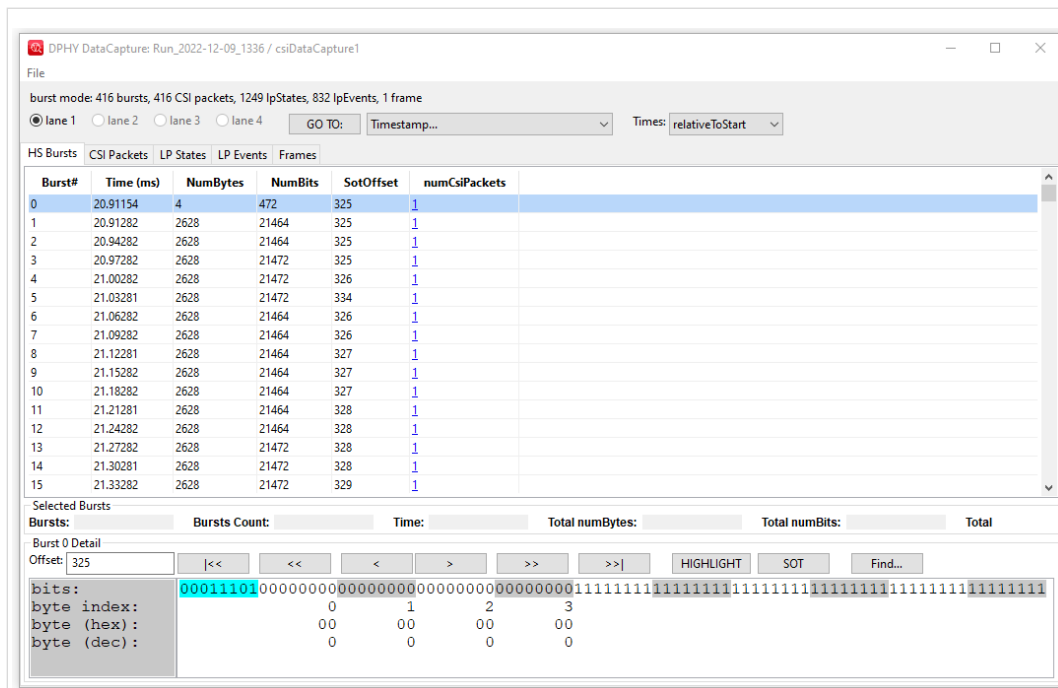 DPHY DataCapture: Run_2022-12-09_1336 / csiDataCapture1
File
burst mode: 416 bursts, 416 CSI packets, 1249 lpStates, 832 lpEvents, 1 frame
lane 1 lane 2 lane 3 lane 4 GO TO: Timestamp... Times: relativeToStart
HS Bursts CSI Packets LP States LP Events Frames
Burst# Time (ms) NumBytes NumBits SotOffset numCsiPackets
0 20.91154 4 472 325 1
1 20.91282 2628 21464 325 1
2 20.94282 2628 21464 325 1
3 20.97282 2628 21472 325 1
4 21.00282 2628 21472 326 1
5 21.03281 2628 21472 334 1
6 21.06282 2628 21464 326 1
7 21.09282 2628 21464 326 1
8 21.12281 2628 21464 327 1
9 21.15282 2628 21464 327 1
10 21.18282 2628 21464 327 1
11 21.21281 2628 21464 328 1
12 21.24282 2628 21464 328 1
13 21.27282 2628 21472 328 1
14 21.30281 2628 21472 328 1
15 21.33282 2628 21472 329 1
Selected Bursts
Bursts: Bursts Count: Time: Total numBytes: Total numBits: Total
Burst 0 Detail
Offset: 325 |<< << < > >> >>| HIGHLIGHT SOT Find...
bits: 0001110100000000000000000000000000000000111111111111111111111111111111111111111111111111
byte index: 0 1 2 3
byte (hex): 00 00 00 00
byte (dec): 0 0 0 0